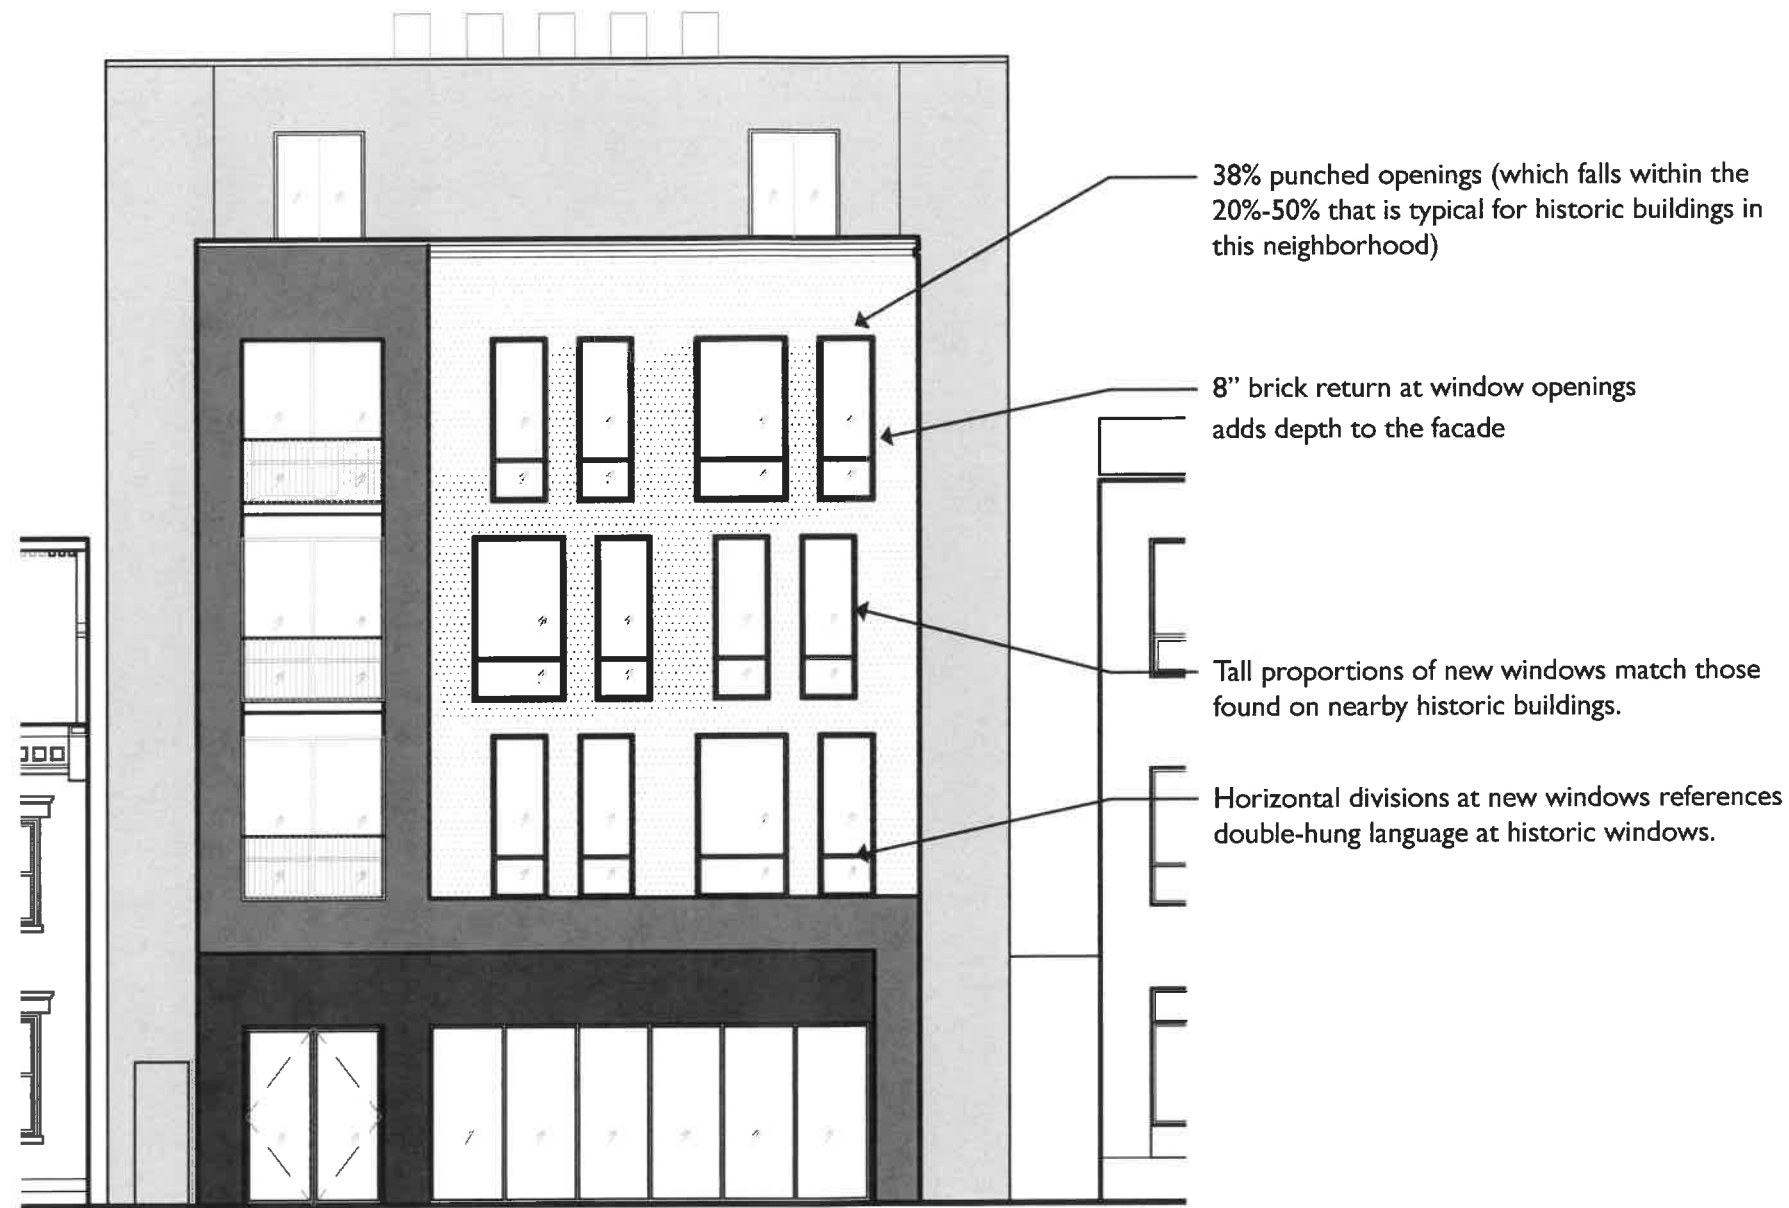 38% punched openings (which falls within the
20%-50% that is typical for historic buildings in
this neighborhood)
8” brick return at window openings
adds depth to the facade
Tall proportions of new windows match those
found on nearby historic buildings.
Horizontal divisions at new windows references
double-hung language at historic windows.